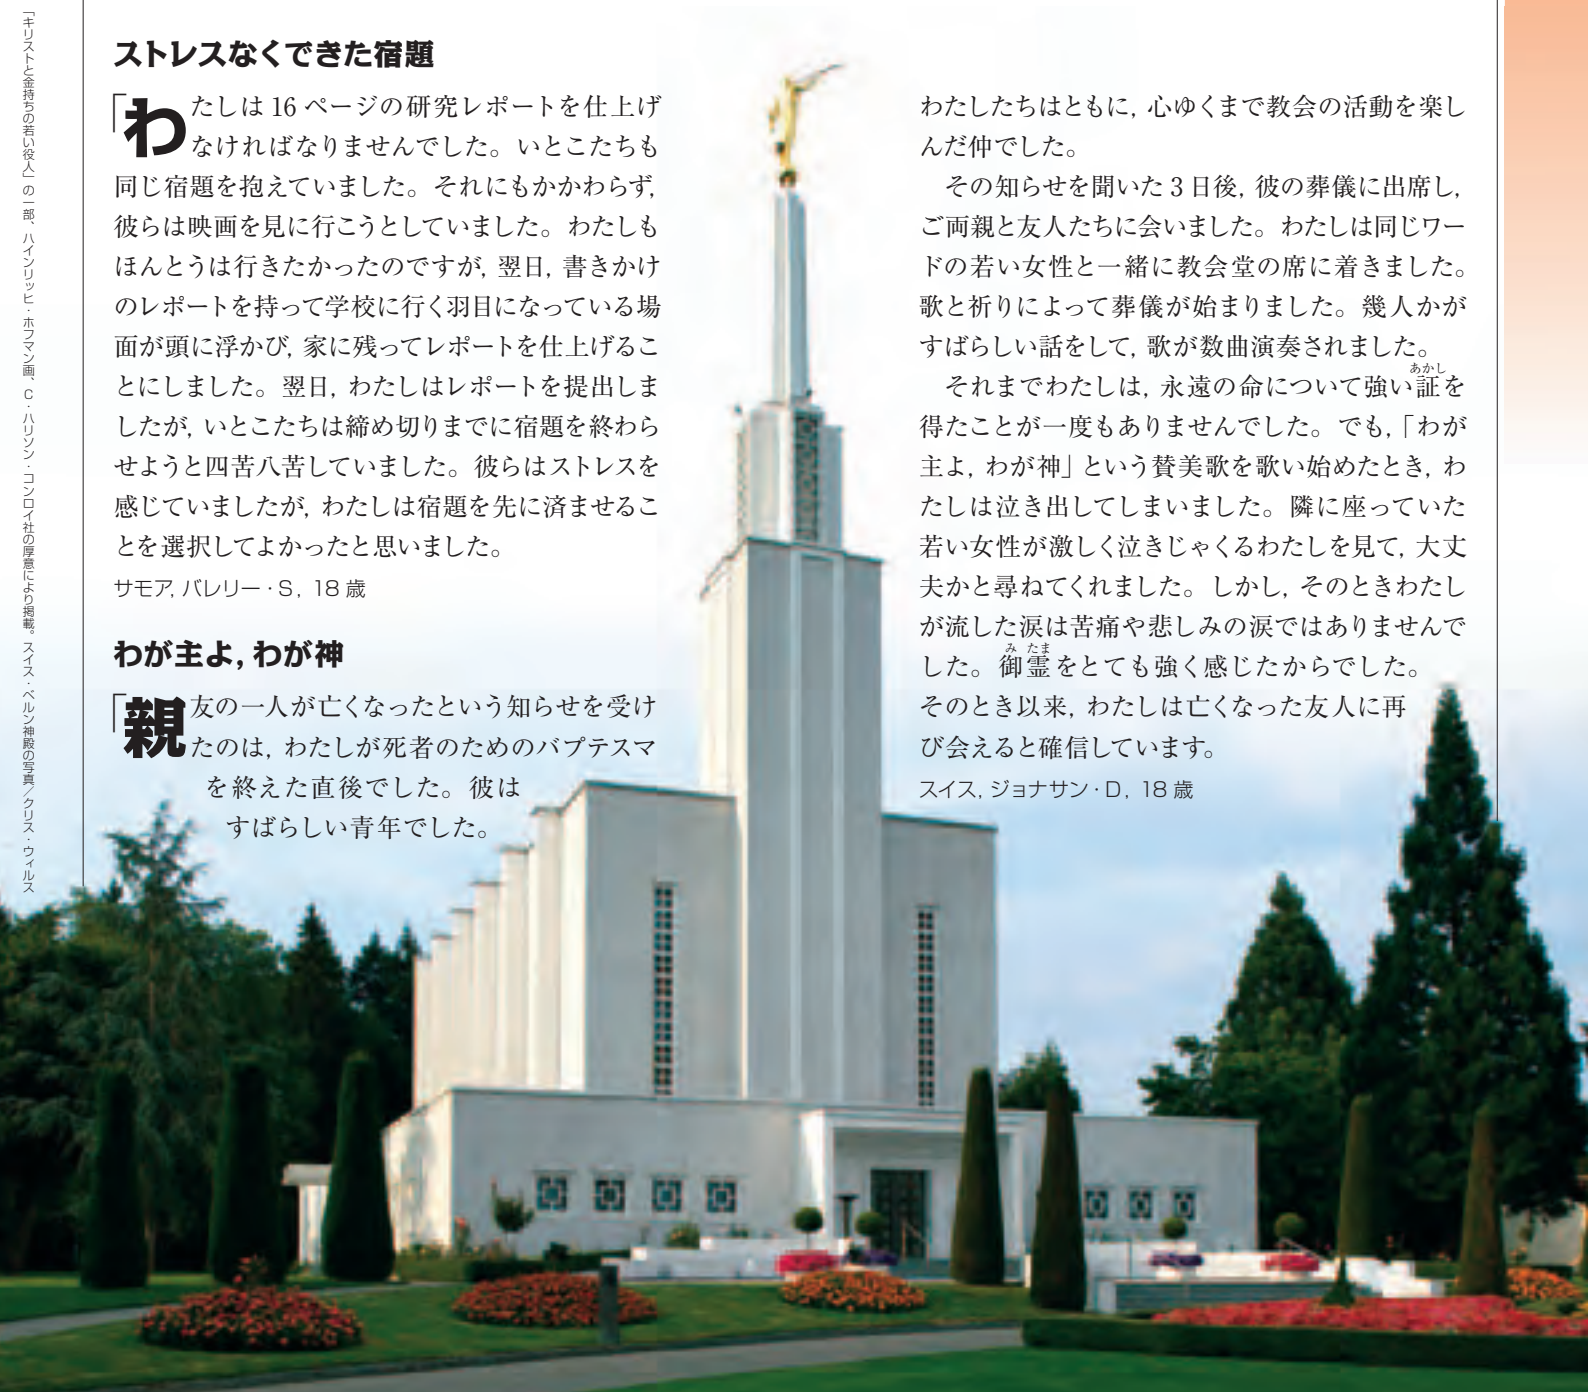 ストレスなくできた宿題
「わたしは 16 ページの研究レポートを仕上げ
なければなりませんでした。いとこたちも
同じ宿題を抱えていました。それにもかかわらず,
彼らは映画を見に行こうとしていました。わたしも
ほんとうは行きたかったのですが, 翌日, 書きかけ
のレポートを持って学校に行く羽目になっている場
面が頭に浮かび, 家に残ってレポートを仕上げるこ
とにしました。翌日, わたしはレポートを提出しま
したが, いとこたちは締め切りまでに宿題を終わら
せようと四苦八苦していました。彼らはストレスを
感じていましたが, わたしは宿題を先に済ませるこ
とを選択してよかったと思いました。
サモア, バレリー・S, 18 歳
わが主よ, わが神
「親友の一人が亡くなったという知らせを受け
たのは, わたしが死者のためのバプテスマ
を終えた直後でした。彼は
すばらしい青年でした。
わたしたちはともに, 心ゆくまで教会の活動を楽し
んだ仲でした。
その知らせを聞いた 3 日後, 彼の葬儀に出席し,
ご両親と友人たちに会いました。わたしは同じワー
ドの若い女性と一緒に教会堂の席に着きました。
歌と祈りによって葬儀が始まりました。幾人かが
すばらしい話をして, 歌が数曲演奏されました。
それまでわたしは, 永遠の命について強い証(あかし)を
得たことが一度もありませんでした。でも,「わが
主よ, わが神」という賛美歌を歌い始めたとき, わ
たしは泣き出してしまいました。隣に座っていた
若い女性が激しく泣きじゃくるわたしを見て, 大丈
夫かと尋ねてくれました。しかし, そのときわたし
が流した涙は苦痛や悲しみの涙ではありませんで
した。御霊(みたま)をとても強く感じたからでした。
そのとき以来, わたしは亡くなった友人に再
び会えると確信しています。
スイス, ジョナサン・D, 18 歳
「キリストと金持ちの若い役人」の一部、ハインリッヒ・ホフマン画、C・ハリソン・コンロイ社の厚意により掲載。スイス・ベルン神殿の写真／クリス・ウィルス